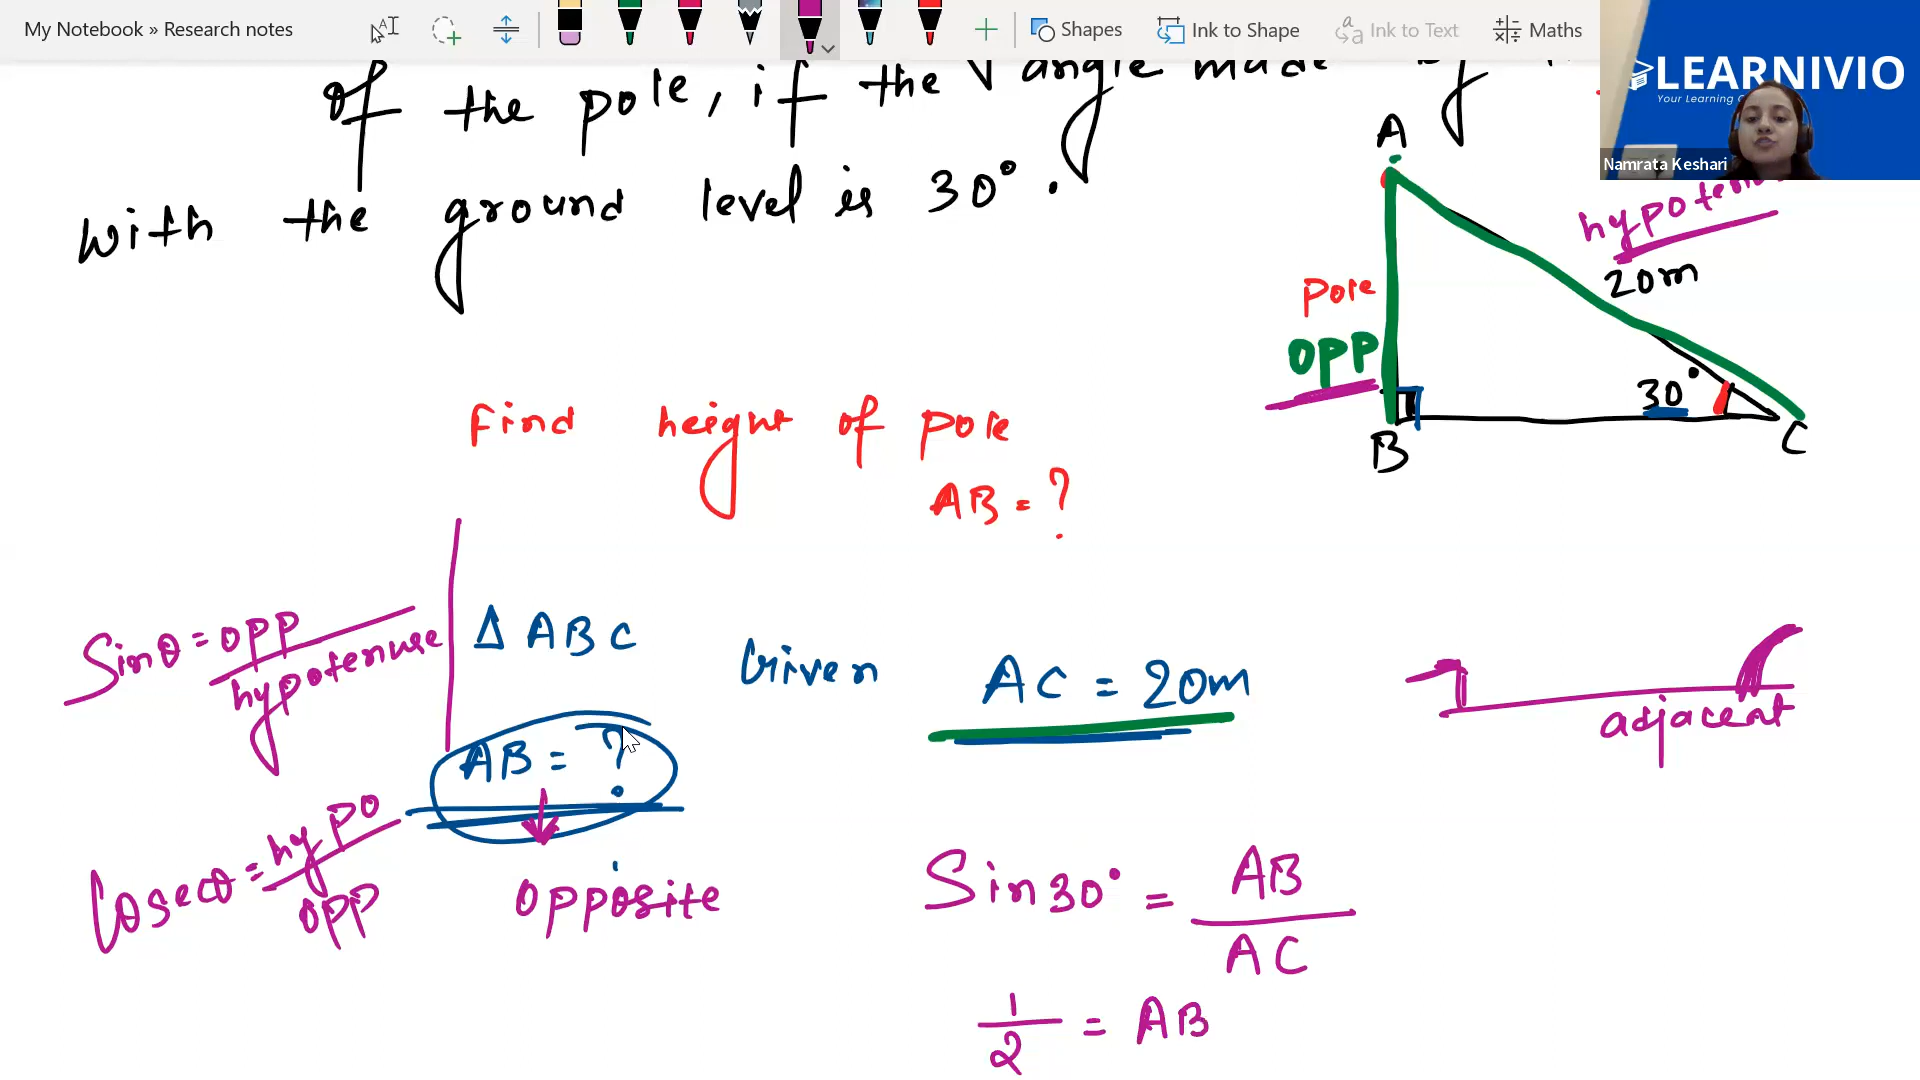 My Notebook » Research notes
Shapes
Ink to Shape
Ink to Text
Maths
LEARNIVIO
Namrata Keshari
of the pole, if the angle made by
with the ground level is 30°.
A
20m
Pole
OPP
30°
B
C
Find height of pole
AB = ?
Sinθ = opp
hypotenuse
Δ ABC
Given
AC = 20m
adjacent
AB = ?
Cosecθ = hypo
opp
opposite
Sin30° = AB
AC
1
2
= AB